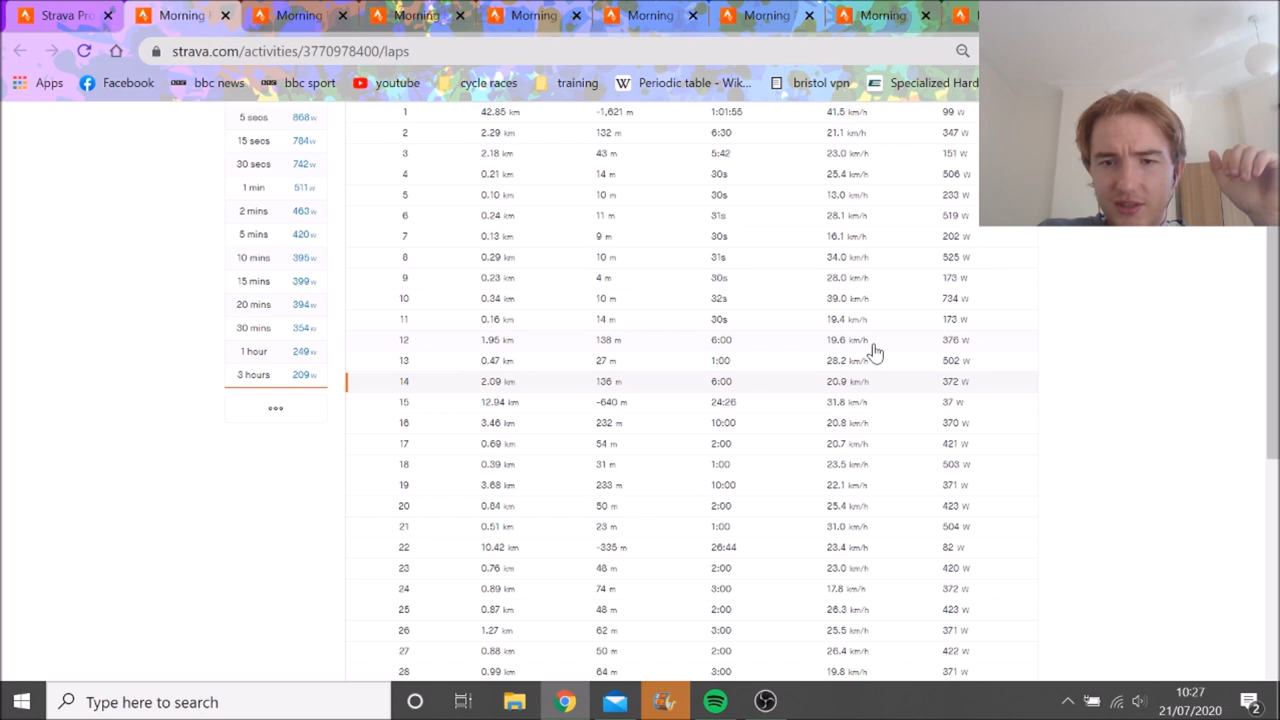 Strava Pro
Morning
Morning
Morning
Morning
Morning
Morning
Morning
strava.com/activities/3770978400/laps
Apps Facebook bbc news bbc sport youtube cycle races training Periodic table - Wik... bristol vpn Specialized Hard
5 secs 868 w
15 secs 784 w
30 secs 742 w
1 min 511 w
2 mins 463 w
5 mins 420 w
10 mins 395 w
15 mins 399 w
20 mins 394 w
30 mins 354 w
1 hour 249 w
3 hours 209 w
1 42.85 km -1,621 m 1:01:55 41.5 km/h 99 W
2 2.29 km 132 m 6:30 21.1 km/h 347 W
3 2.18 km 43 m 5:42 23.0 km/h 151 W
4 0.21 km 14 m 30s 25.4 km/h 506 W
5 0.10 km 10 m 30s 13.0 km/h 233 W
6 0.24 km 11 m 31s 28.1 km/h 519 W
7 0.13 km 9 m 30s 16.1 km/h 202 W
8 0.29 km 10 m 31s 34.0 km/h 525 W
9 0.23 km 4 m 30s 28.0 km/h 173 W
10 0.34 km 10 m 32s 39.0 km/h 734 W
11 0.16 km 14 m 30s 19.4 km/h 173 W
12 1.95 km 138 m 6:00 19.6 km/h 376 W
13 0.47 km 27 m 1:00 28.2 km/h 502 W
14 2.09 km 136 m 6:00 20.9 km/h 372 W
15 12.94 km -640 m 24:26 31.8 km/h 37 W
16 3.46 km 232 m 10:00 20.8 km/h 370 W
17 0.69 km 54 m 2:00 20.7 km/h 421 W
18 0.39 km 31 m 1:00 23.5 km/h 503 W
19 3.68 km 233 m 10:00 22.1 km/h 371 W
20 0.84 km 50 m 2:00 25.4 km/h 423 W
21 0.51 km 23 m 1:00 31.0 km/h 504 W
22 10.42 km -335 m 26:44 23.4 km/h 82 W
23 0.76 km 48 m 2:00 23.0 km/h 420 W
24 0.89 km 74 m 3:00 17.8 km/h 372 W
25 0.87 km 48 m 2:00 26.3 km/h 423 W
26 1.27 km 62 m 3:00 25.5 km/h 371 W
27 0.88 km 50 m 2:00 26.4 km/h 422 W
28 0.99 km 64 m 3:00 19.8 km/h 371 W
Type here to search
10:27
21/07/2020
2